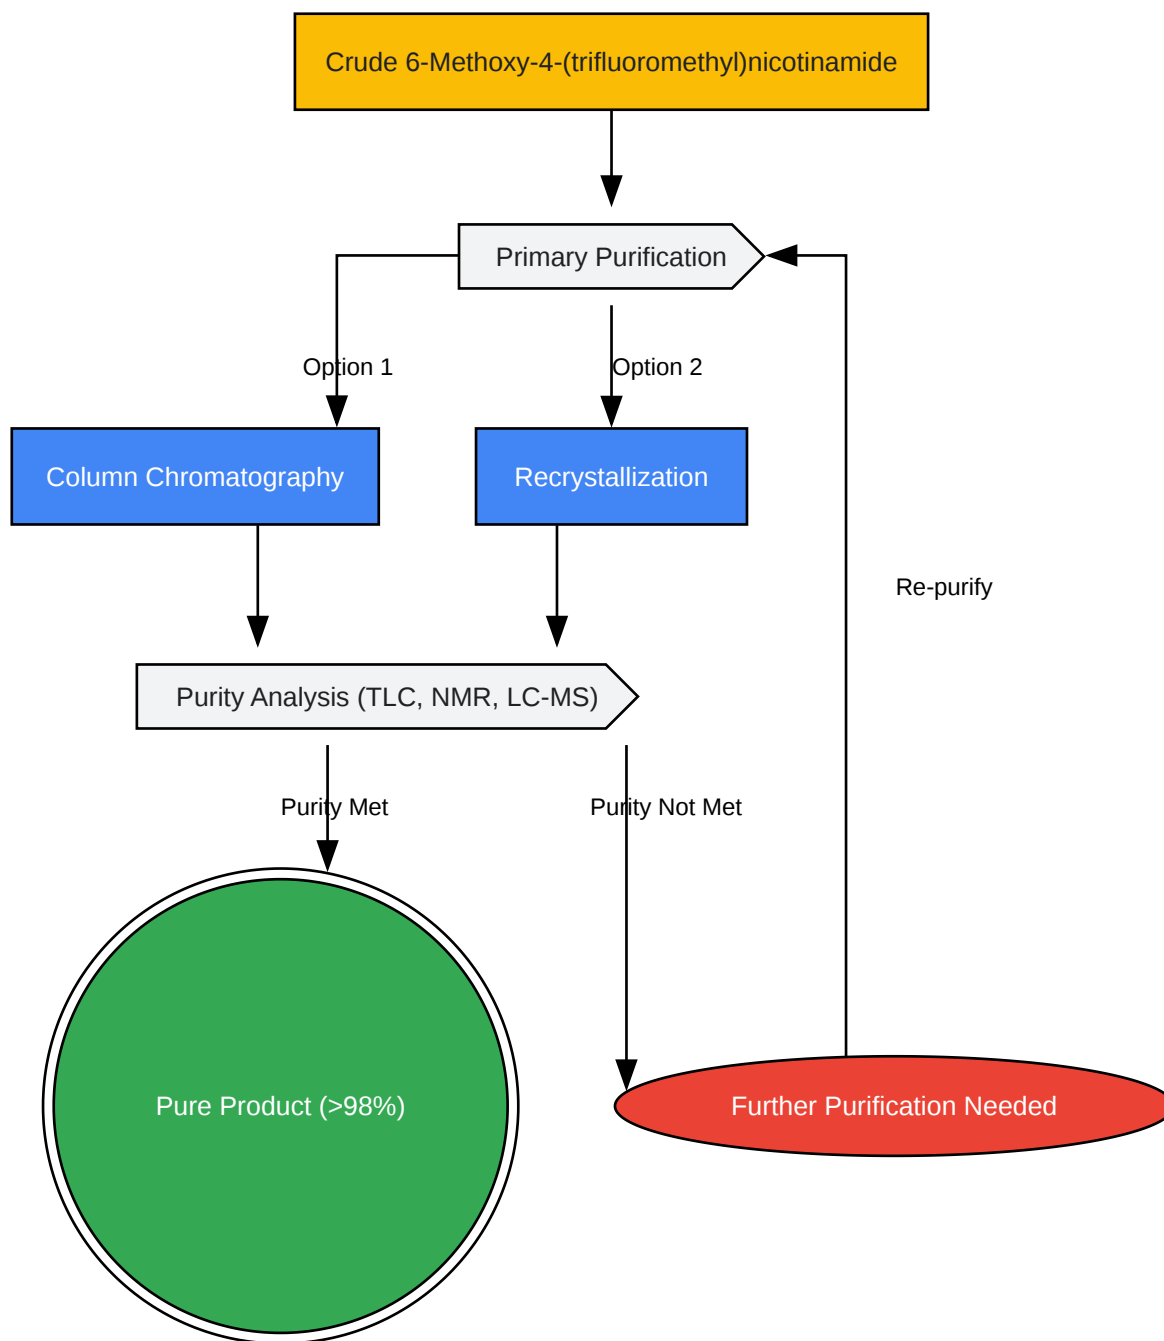 Crude 6-Methoxy-4-(trifluoromethyl)nicotinamide
Primary Purification
Option 1
Option 2
Column Chromatography
Recrystallization
Re-purify
Purity Analysis (TLC, NMR, LC-MS)
Purity Met
Purity Not Met
Pure Product (>98%)
Further Purification Needed